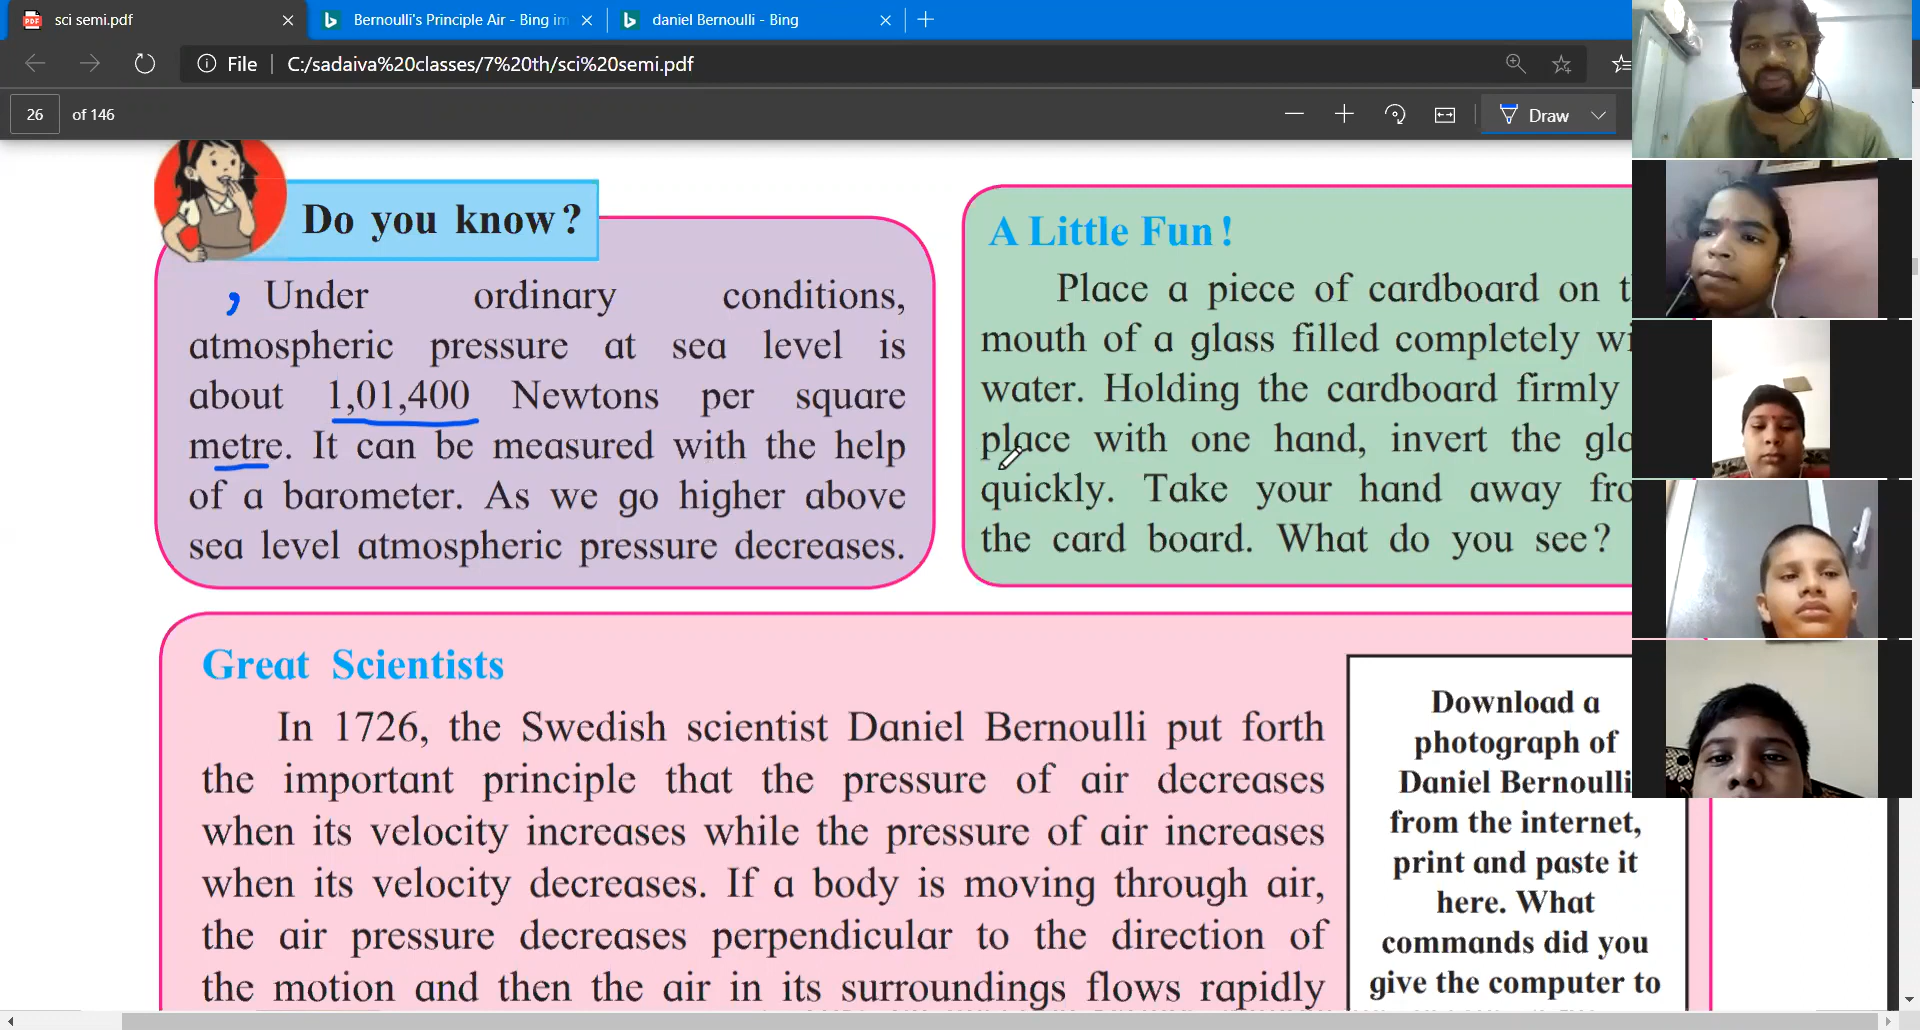 sci semi.pdf
Bernoulli's Principle Air - Bing im
daniel Bernoulli - Bing
File
C:/sadaiva%20classes/7%20th/sci%20semi.pdf
26 of 146
Draw
Do you know?
, Under ordinary conditions,
atmospheric pressure at sea level is
about 1,01,400 Newtons per square
metre. It can be measured with the help
of a barometer. As we go higher above
sea level atmospheric pressure decreases.
A Little Fun !
Place a piece of cardboard on t
mouth of a glass filled completely wi
water. Holding the cardboard firmly
place with one hand, invert the gla
quickly. Take your hand away fro
the card board. What do you see?
Great Scientists
In 1726, the Swedish scientist Daniel Bernoulli put forth
the important principle that the pressure of air decreases
when its velocity increases while the pressure of air increases
when its velocity decreases. If a body is moving through air,
the air pressure decreases perpendicular to the direction of
the motion and then the air in its surroundings flows rapidly
Download a
photograph of
Daniel Bernoulli
from the internet,
print and paste it
here. What
commands did you
give the computer to